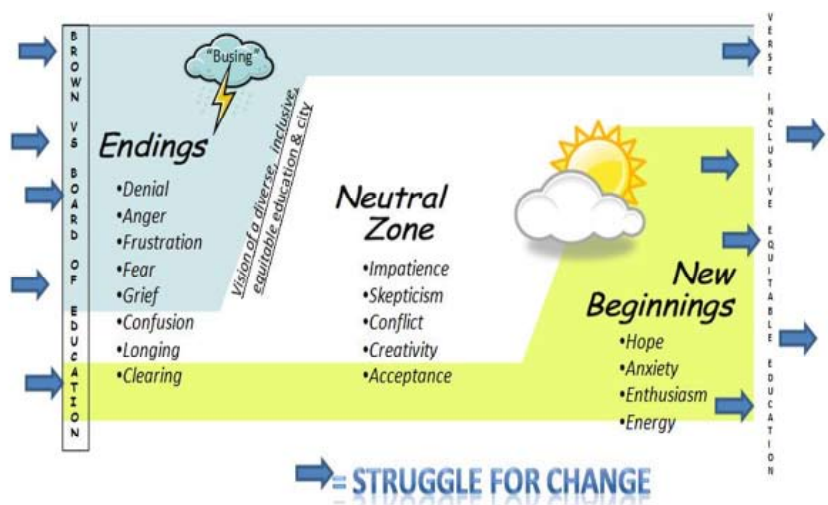 BROWN VS BOARD OF EDUCATION
"Busing"
Endings
•Denial
•Anger
•Frustration
•Fear
•Grief
•Confusion
•Longing
•Clearing
Vision of a diverse, inclusive,
equitable education & city
Neutral
Zone
•Impatience
•Skepticism
•Conflict
•Creativity
•Acceptance
New
Beginnings
•Hope
•Anxiety
•Enthusiasm
•Energy
VERSE INCLUSIVE EQUITABLE EDUCATION
= STRUGGLE FOR CHANGE